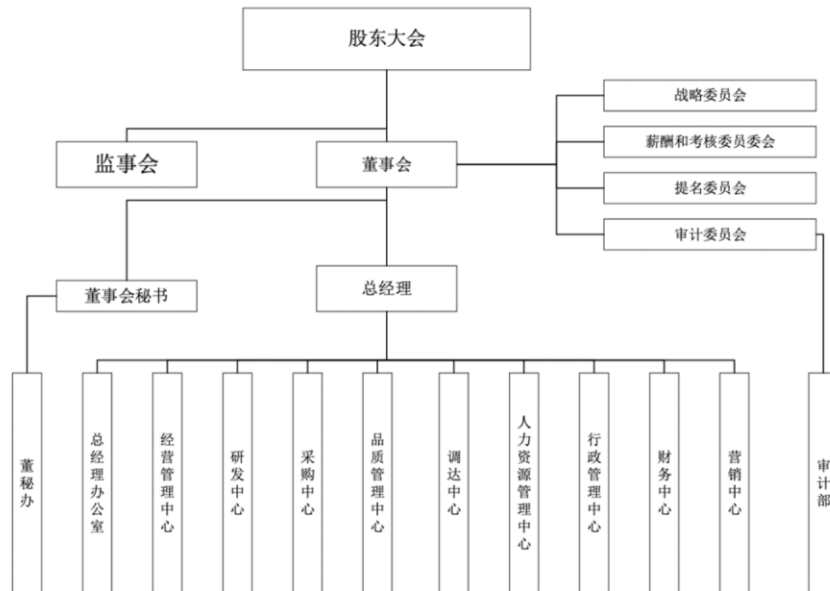 股东大会
战略委员会
薪酬和考核委员委会
监事会
董事会
提名委员会
审计委员会
董事会秘书
总经理
董秘办
总经理办公室
经营管理中心
研发中心
采购中心
品质管理中心
调达中心
人力资源管理中心
行政管理中心
财务中心
营销中心
审计部